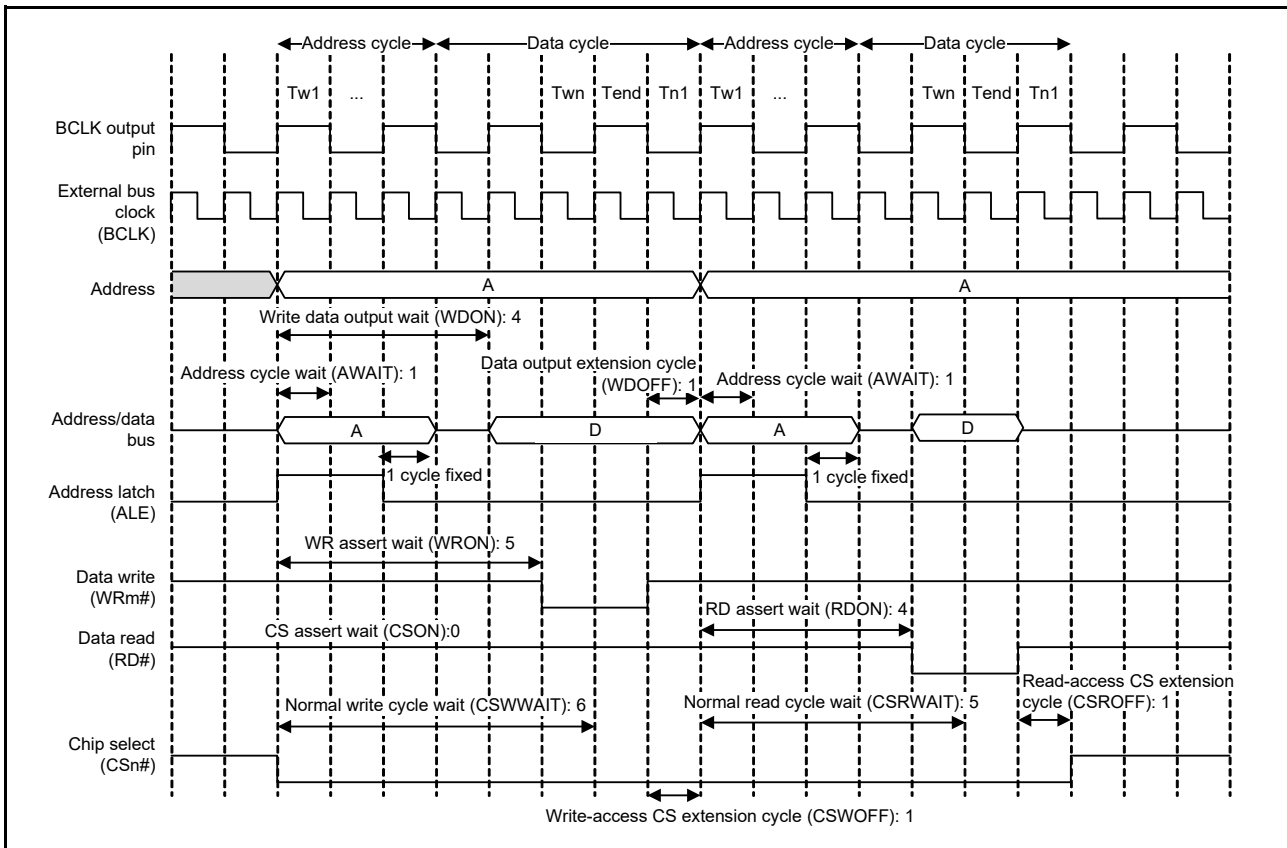 Address cycle Data cycle Address cycle Data cycle
Tw1 ... Twn Tend Tn1 Tw1 ... Twn Tend Tn1
BCLK output
pin
External bus
clock
(BCLK)
Address
A A
Write data output wait (WDON): 4
Data output extension cycle
(WDOFF): 1
Address cycle wait (AWAIT): 1
Address cycle wait (AWAIT): 1
Address/data
bus
A D A D
1 cycle fixed 1 cycle fixed
Address latch
(ALE)
WR assert wait (WRON): 5
Data write
(WRm#)
RD assert wait (RDON): 4
CS assert wait (CSON):0
Data read
(RD#)
Read-access CS extension
cycle (CSROFF): 1
Normal write cycle wait (CSWWAIT): 6
Normal read cycle wait (CSRWAIT): 5
Chip select
(CSn#)
Write-access CS extension cycle (CSWOFF): 1